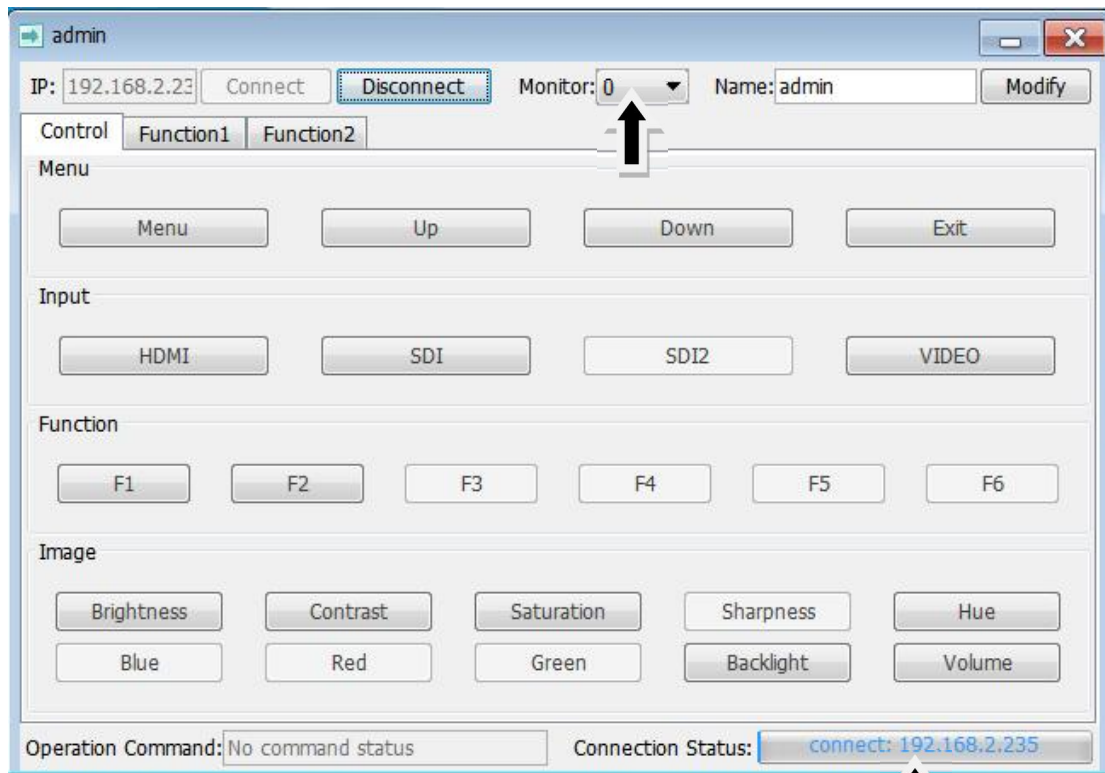 admin
IP: 192.168.2.23 Connect Disconnect Monitor: 0 Name: admin Modify
Control Function1 Function2
Menu
Menu Up Down Exit
Input
HDMI SDI SDI2 VIDEO
Function
F1 F2 F3 F4 F5 F6
Image
Brightness Contrast Saturation Sharpness Hue
Blue Red Green Backlight Volume
Operation Command: No command status Connection Status: connect: 192.168.2.235